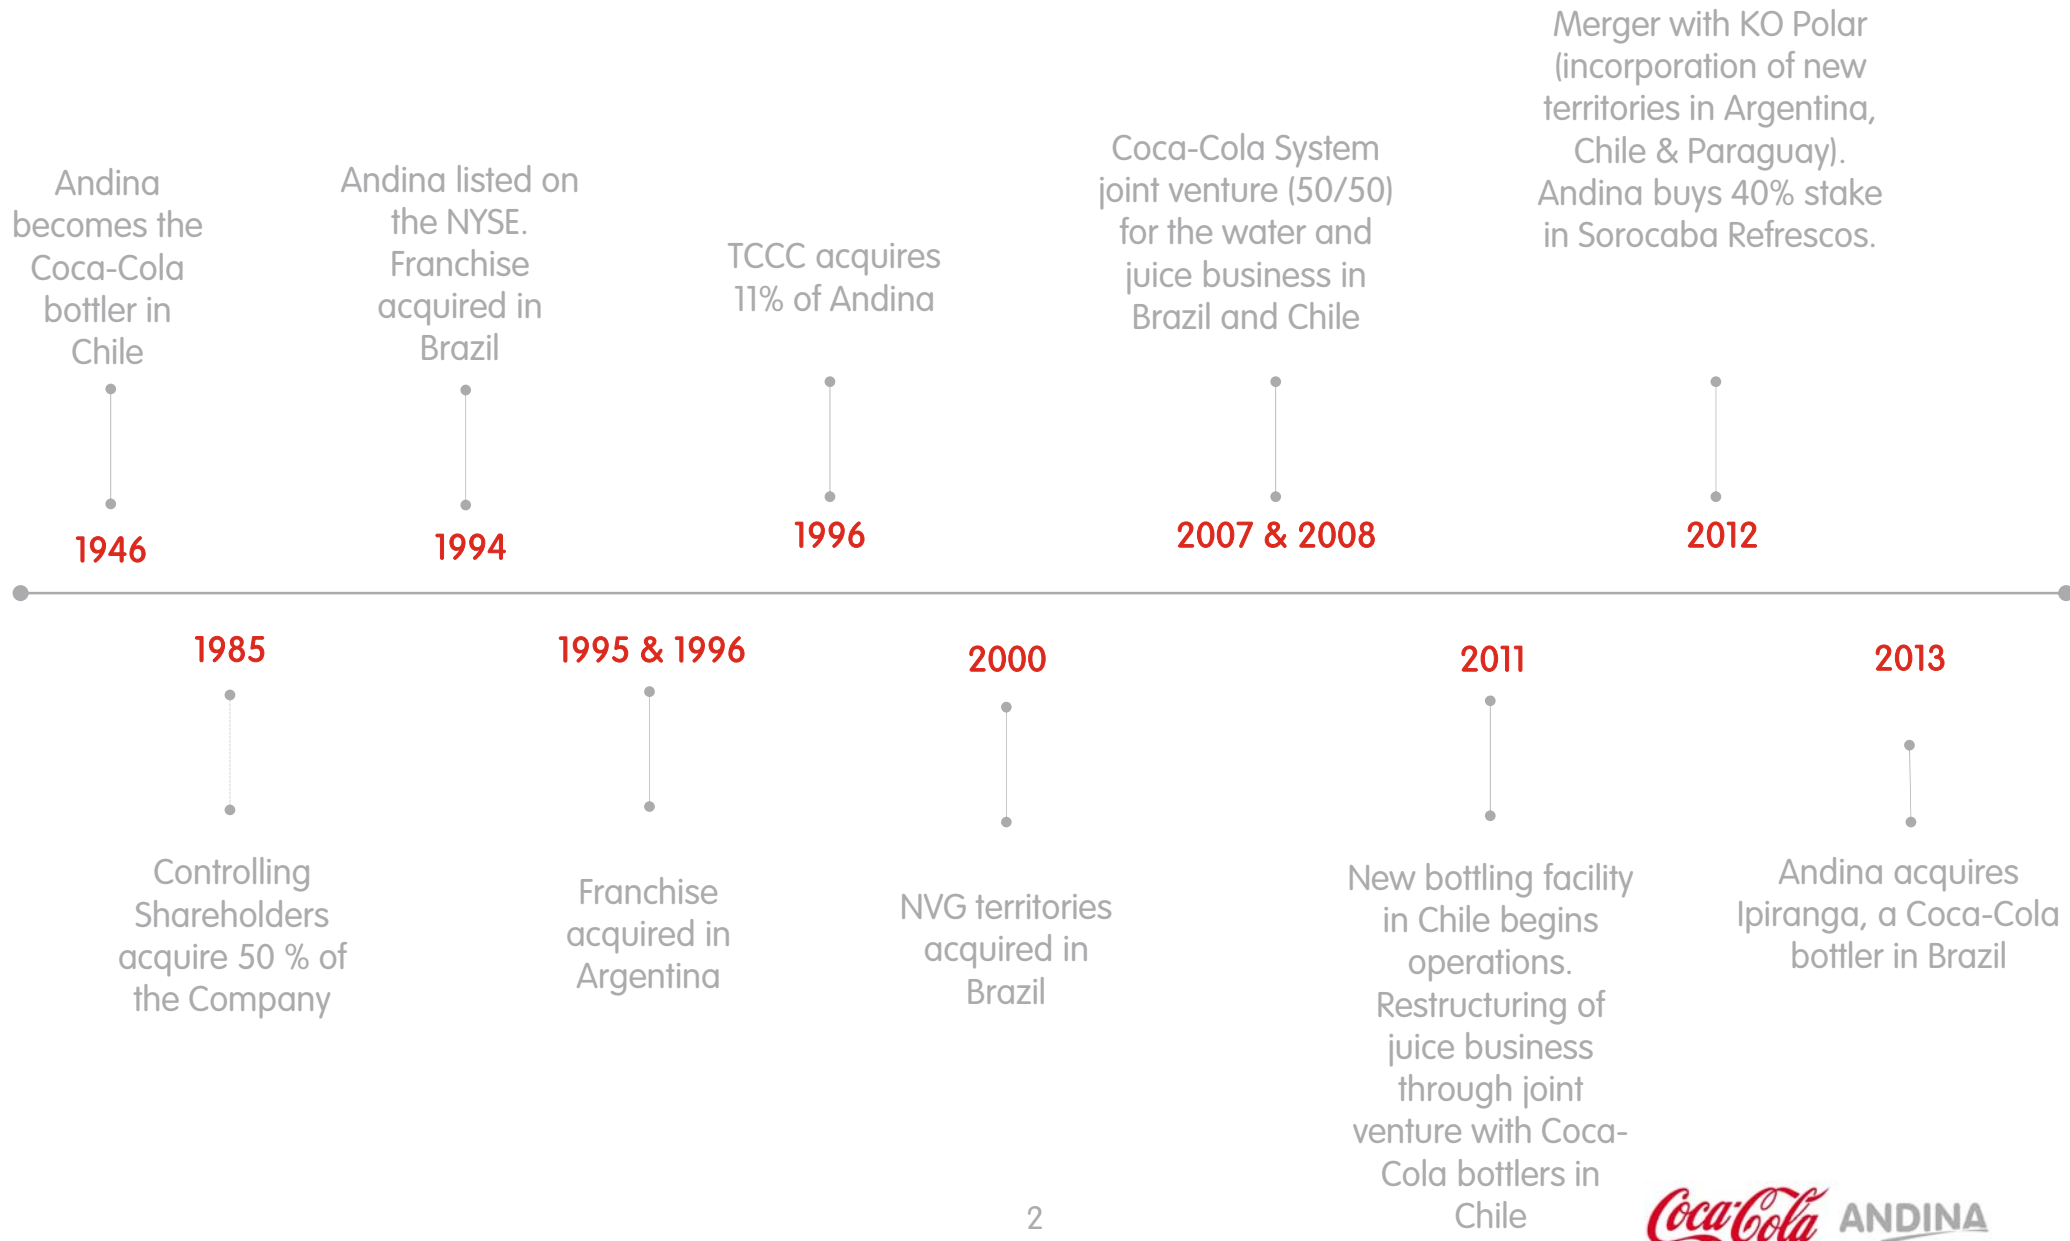 Andina
becomes the
Coca-Cola
bottler in
Chile
1946
Andina listed on
the NYSE.
Franchise
acquired in
Brazil
1994
TCCC acquires
11% of Andina
1996
Coca-Cola System
joint venture (50/50)
for the water and
juice business in
Brazil and Chile
2007 & 2008
Merger with KO Polar
(incorporation of new
territories in Argentina,
Chile & Paraguay).
Andina buys 40% stake
in Sorocaba Refrescos.
2012
1985
Controlling
Shareholders
acquire 50 % of
the Company
1995 & 1996
Franchise
acquired in
Argentina
2000
NVG territories
acquired in
Brazil
2011
New bottling facility
in Chile begins
operations.
Restructuring of
juice business
through joint
venture with Coca-
Cola bottlers in
Chile
2013
Andina acquires
Ipiranga, a Coca-Cola
bottler in Brazil
2
Coca-Cola ANDINA